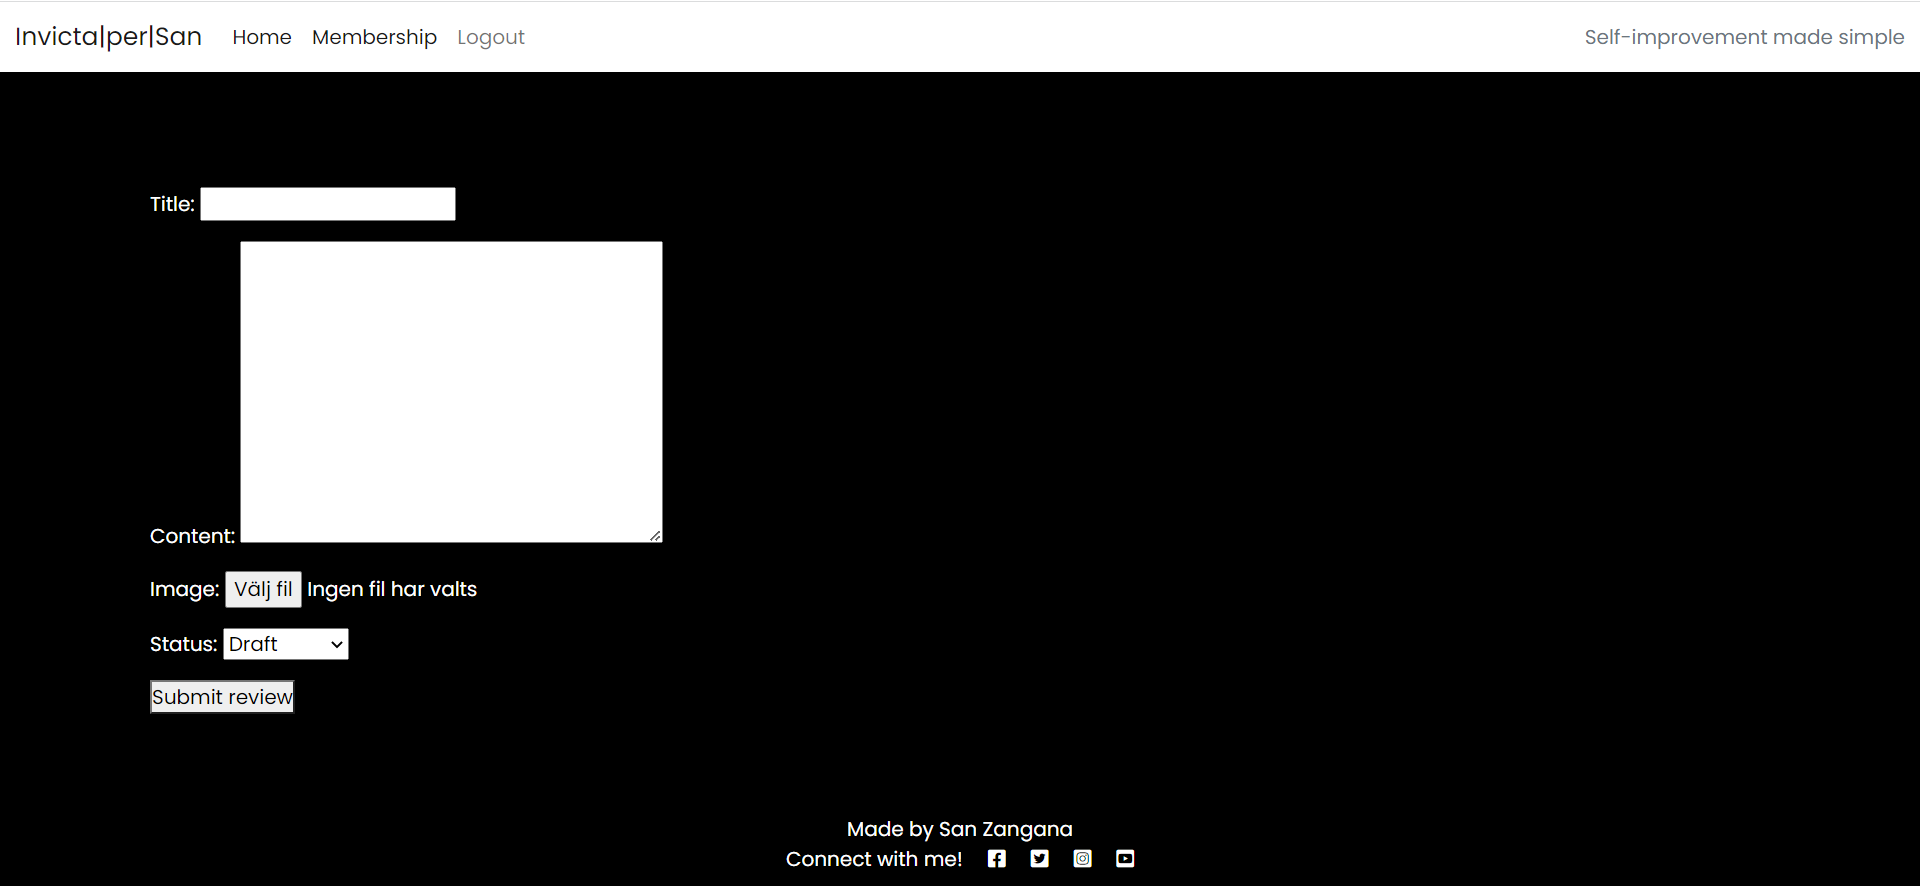 Invicta|per|San Home Membership Logout Self-improvement made simple
Title:
Content:
Image: Välj fil Ingen fil har valts
Status: Draft
Submit review
Made by San Zangana
Connect with me!